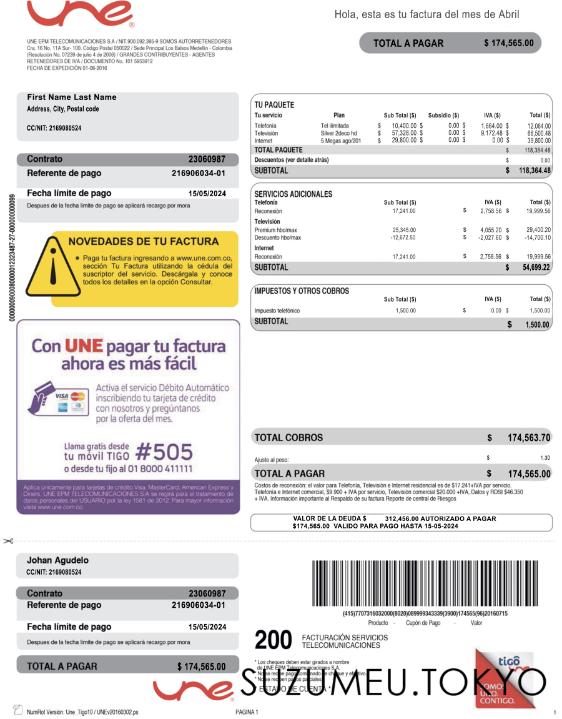 une
Hola, esta es tu factura del mes de Abril
UNE EPM TELECOMUNICACIONES S.A / NIT.900.092.385-9 SOMOS AUTORRETENEDORES
Cra. 16 No. 11A Sur- 100. Código Postal 050022 / Sede Principal Los Balsos Medellín - Colombia
(Resolución No. 07239 de julio 4 de 2006) / GRANDES CONTRIBUYENTES - AGENTES
RETENEDORES DE IVA / DOCUMENTO No. 101 5953912
FECHA DE EXPEDICIÓN 01-06-2016
TOTAL A PAGAR $ 174,565.00
First Name Last Name
Address, City, Postal code
CC/NIT: 2169080524
Contrato 23060987
Referente de pago 216906034-01
Fecha límite de pago 15/05/2024
Despues de la fecha límite de pago se aplicará recargo por mora
NOVEDADES DE TU FACTURA
• Paga tu factura ingresando a www.une.com.co,
sección Tu Factura utilizando la cédula del
suscriptor del servicio. Descárgala y conoce
todos los detalles en la opción Consultar.
Con UNE pagar tu factura
ahora es más fácil
VISA
Activa el servicio Débito Automático
inscribiendo tu tarjeta de crédito
con nosotros y pregúntanos
por la oferta del mes.
Llama gratis desde
tu móvil TIGO #505
o desde tu fijo al 01 8000 411111
Aplica únicamente para tarjetas de crédito Visa, MasterCard, American Express y
Diners. UNE EPM TELECOMUNICACIONES S.A se regirá para el tratamiento de
datos personales del USUARIO por la ley 1581 de 2012. Para mayor información
visita www.une.com.co
TU PAQUETE
Tu servicio Plan Sub Total ($) Subsidio ($) IVA ($) Total ($)
Telefonía Tel ilimitada $ 10,400.00 $ 0.00 $ 1,664.00 $ 12,064.00
Televisión Silver 2deco hd $ 57,328.00 $ 0.00 $ 9,172.48 $ 66,500.48
Internet 5 Megas ago/201 $ 29,800.00 $ 0.00 $ 0.00 $ 39,800.00
TOTAL PAQUETE $ 118,364.48
Descuentos (ver detalle atrás) $ 0.00
SUBTOTAL $ 118,364.48
SERVICIOS ADICIONALES
Telefonía Sub Total ($) IVA ($) Total ($)
Reconexión 17,241.00 $ 2,758.56 $ 19,999.56
Televisión
Premium hbo/max 25,345.00 $ 4,055.20 $ 29,400.20
Descuento hbo/max -12,672.50 $ -2,027.60 $ -14,700.10
Internet
Reconexión 17,241.00 $ 2,758.56 $ 19,999.56
SUBTOTAL $ 54,699.22
IMPUESTOS Y OTROS COBROS
Sub Total ($) IVA ($) Total ($)
Impuesto telefónico 1,500.00 $ 0.00 $ 1,500.00
SUBTOTAL $ 1,500.00
TOTAL COBROS $ 174,563.70
Ajuste al peso: $ 1.30
TOTAL A PAGAR $ 174,565.00
Costos de reconexión: el valor para Telefonía, Televisión e Internet residencial es de $17.241+IVA por servicio,
Telefonía e Internet comercial, $9.900 + IVA por servicio, Televisión comercial $20.000 +IVA, Datos y RDSI $46.350
+ IVA. Información importante al Respaldo de su factura Reporte de central de Riesgos
VALOR DE LA DEUDA $ 312,456.00 AUTORIZADO A PAGAR
$174,565.00 VALIDO PARA PAGO HASTA 15-05-2024
Johan Agudelo
CC/NIT: 2169080524
Contrato 23060987
Referente de pago 216906034-01
Fecha límite de pago 15/05/2024
Despues de la fecha límite de pago se aplicará recargo por mora
TOTAL A PAGAR $ 174,565.00
une
(415)7707316032000(8020)089999343339(3900)174565(96)20160715
Producto - Cupón de Pago - Valor
200 FACTURACIÓN SERVICIOS
TELECOMUNICACIONES
* Los cheques deben estar girados a nombre
de UNE EPM Telecomunicaciones S.A
* ESTADO DE CUENTA *
tigo
SOMOS
UNO
CONTIGO.
NumRot Version: Une_Tigo10 / UNEv20160302.ps
PAGINA 1
1